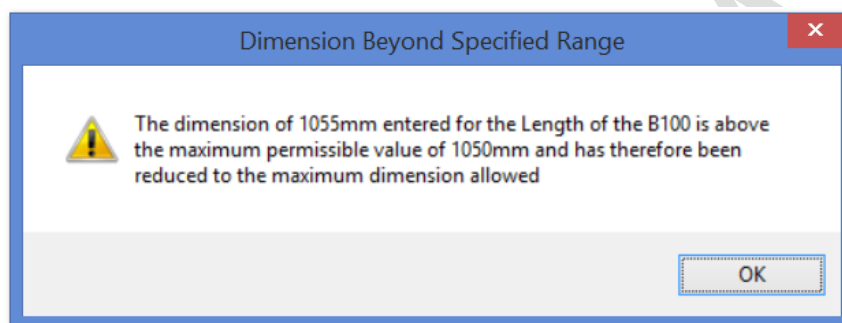 Dimension Beyond Specified Range
The dimension of 1055mm entered for the Length of the B100 is above
the maximum permissible value of 1050mm and has therefore been
reduced to the maximum dimension allowed
OK